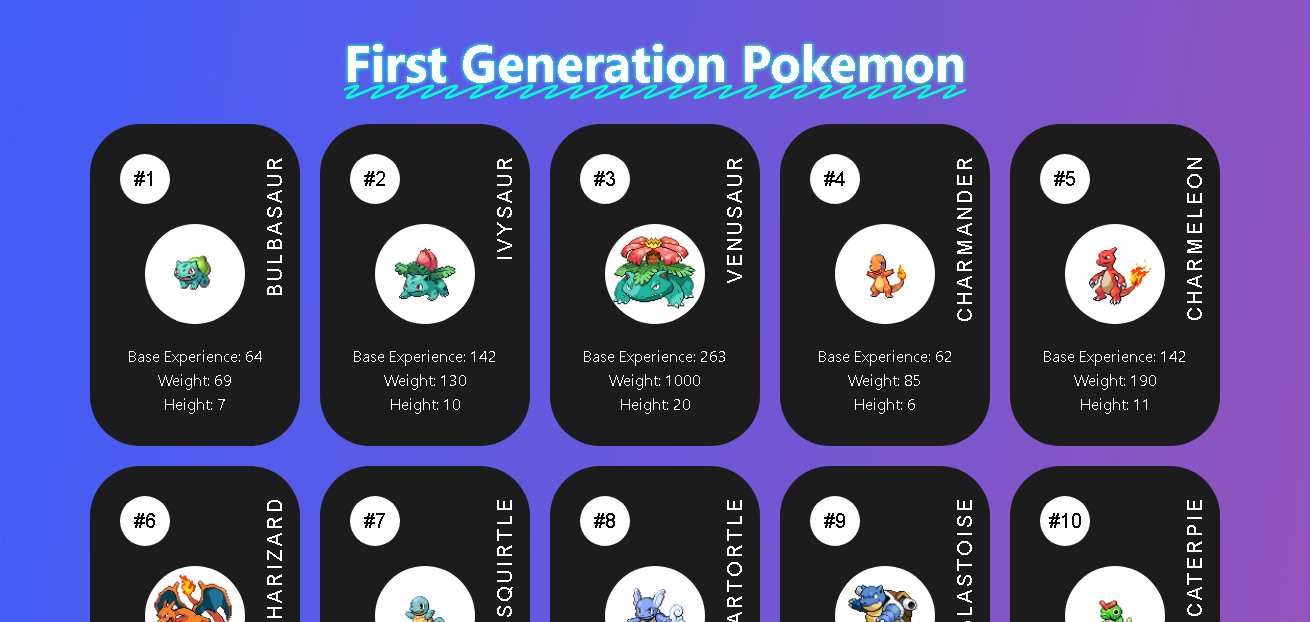 First Generation Pokemon
#1
BULBASAUR
Base Experience: 64
Weight: 69
Height: 7
#2
IVYSAUR
Base Experience: 142
Weight: 130
Height: 10
#3
VENUSAUR
Base Experience: 263
Weight: 1000
Height: 20
#4
CHARMANDER
Base Experience: 62
Weight: 85
Height: 6
#5
CHARMELEON
Base Experience: 142
Weight: 190
Height: 11
#6
HARIZARD
#7
SQUIRTLE
#8
ARTORTLE
#9
LASTOISE
#10
CATERPIE